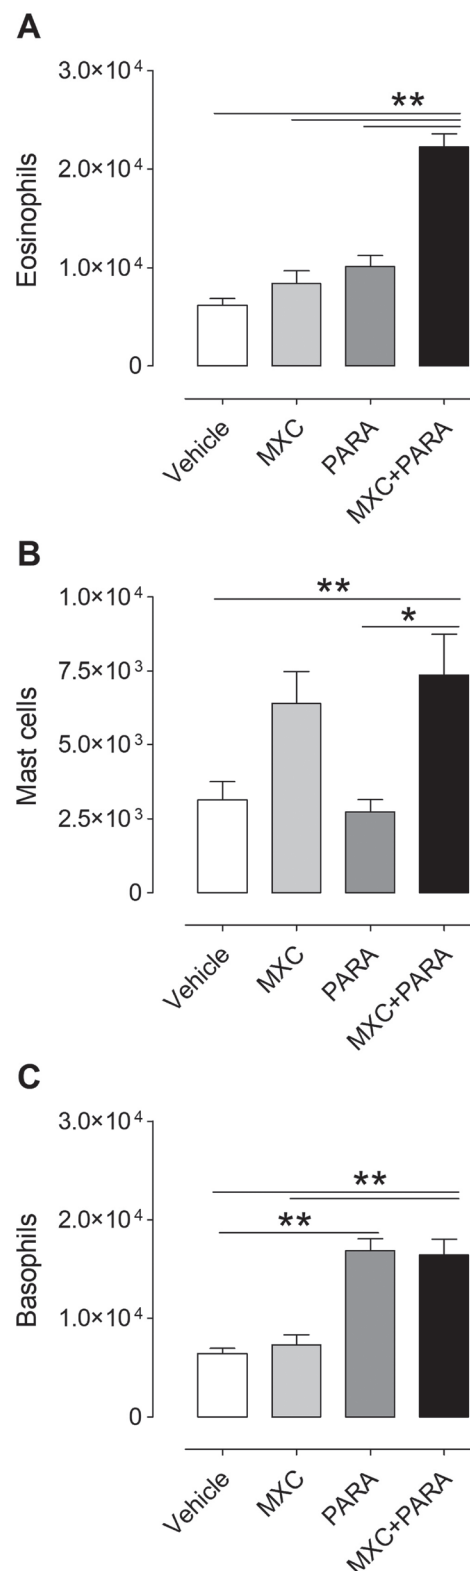 A
Eosinophils
3.0×10⁴
2.0×10⁴
1.0×10⁴
0
**
Vehicle
MXC
PARA
MXC+PARA
B
Mast cells
1.0×10⁴
7.5×10³
5.0×10³
2.5×10³
0
**
*
Vehicle
MXC
PARA
MXC+PARA
C
Basophils
3.0×10⁴
2.0×10⁴
1.0×10⁴
0
**
**
Vehicle
MXC
PARA
MXC+PARA